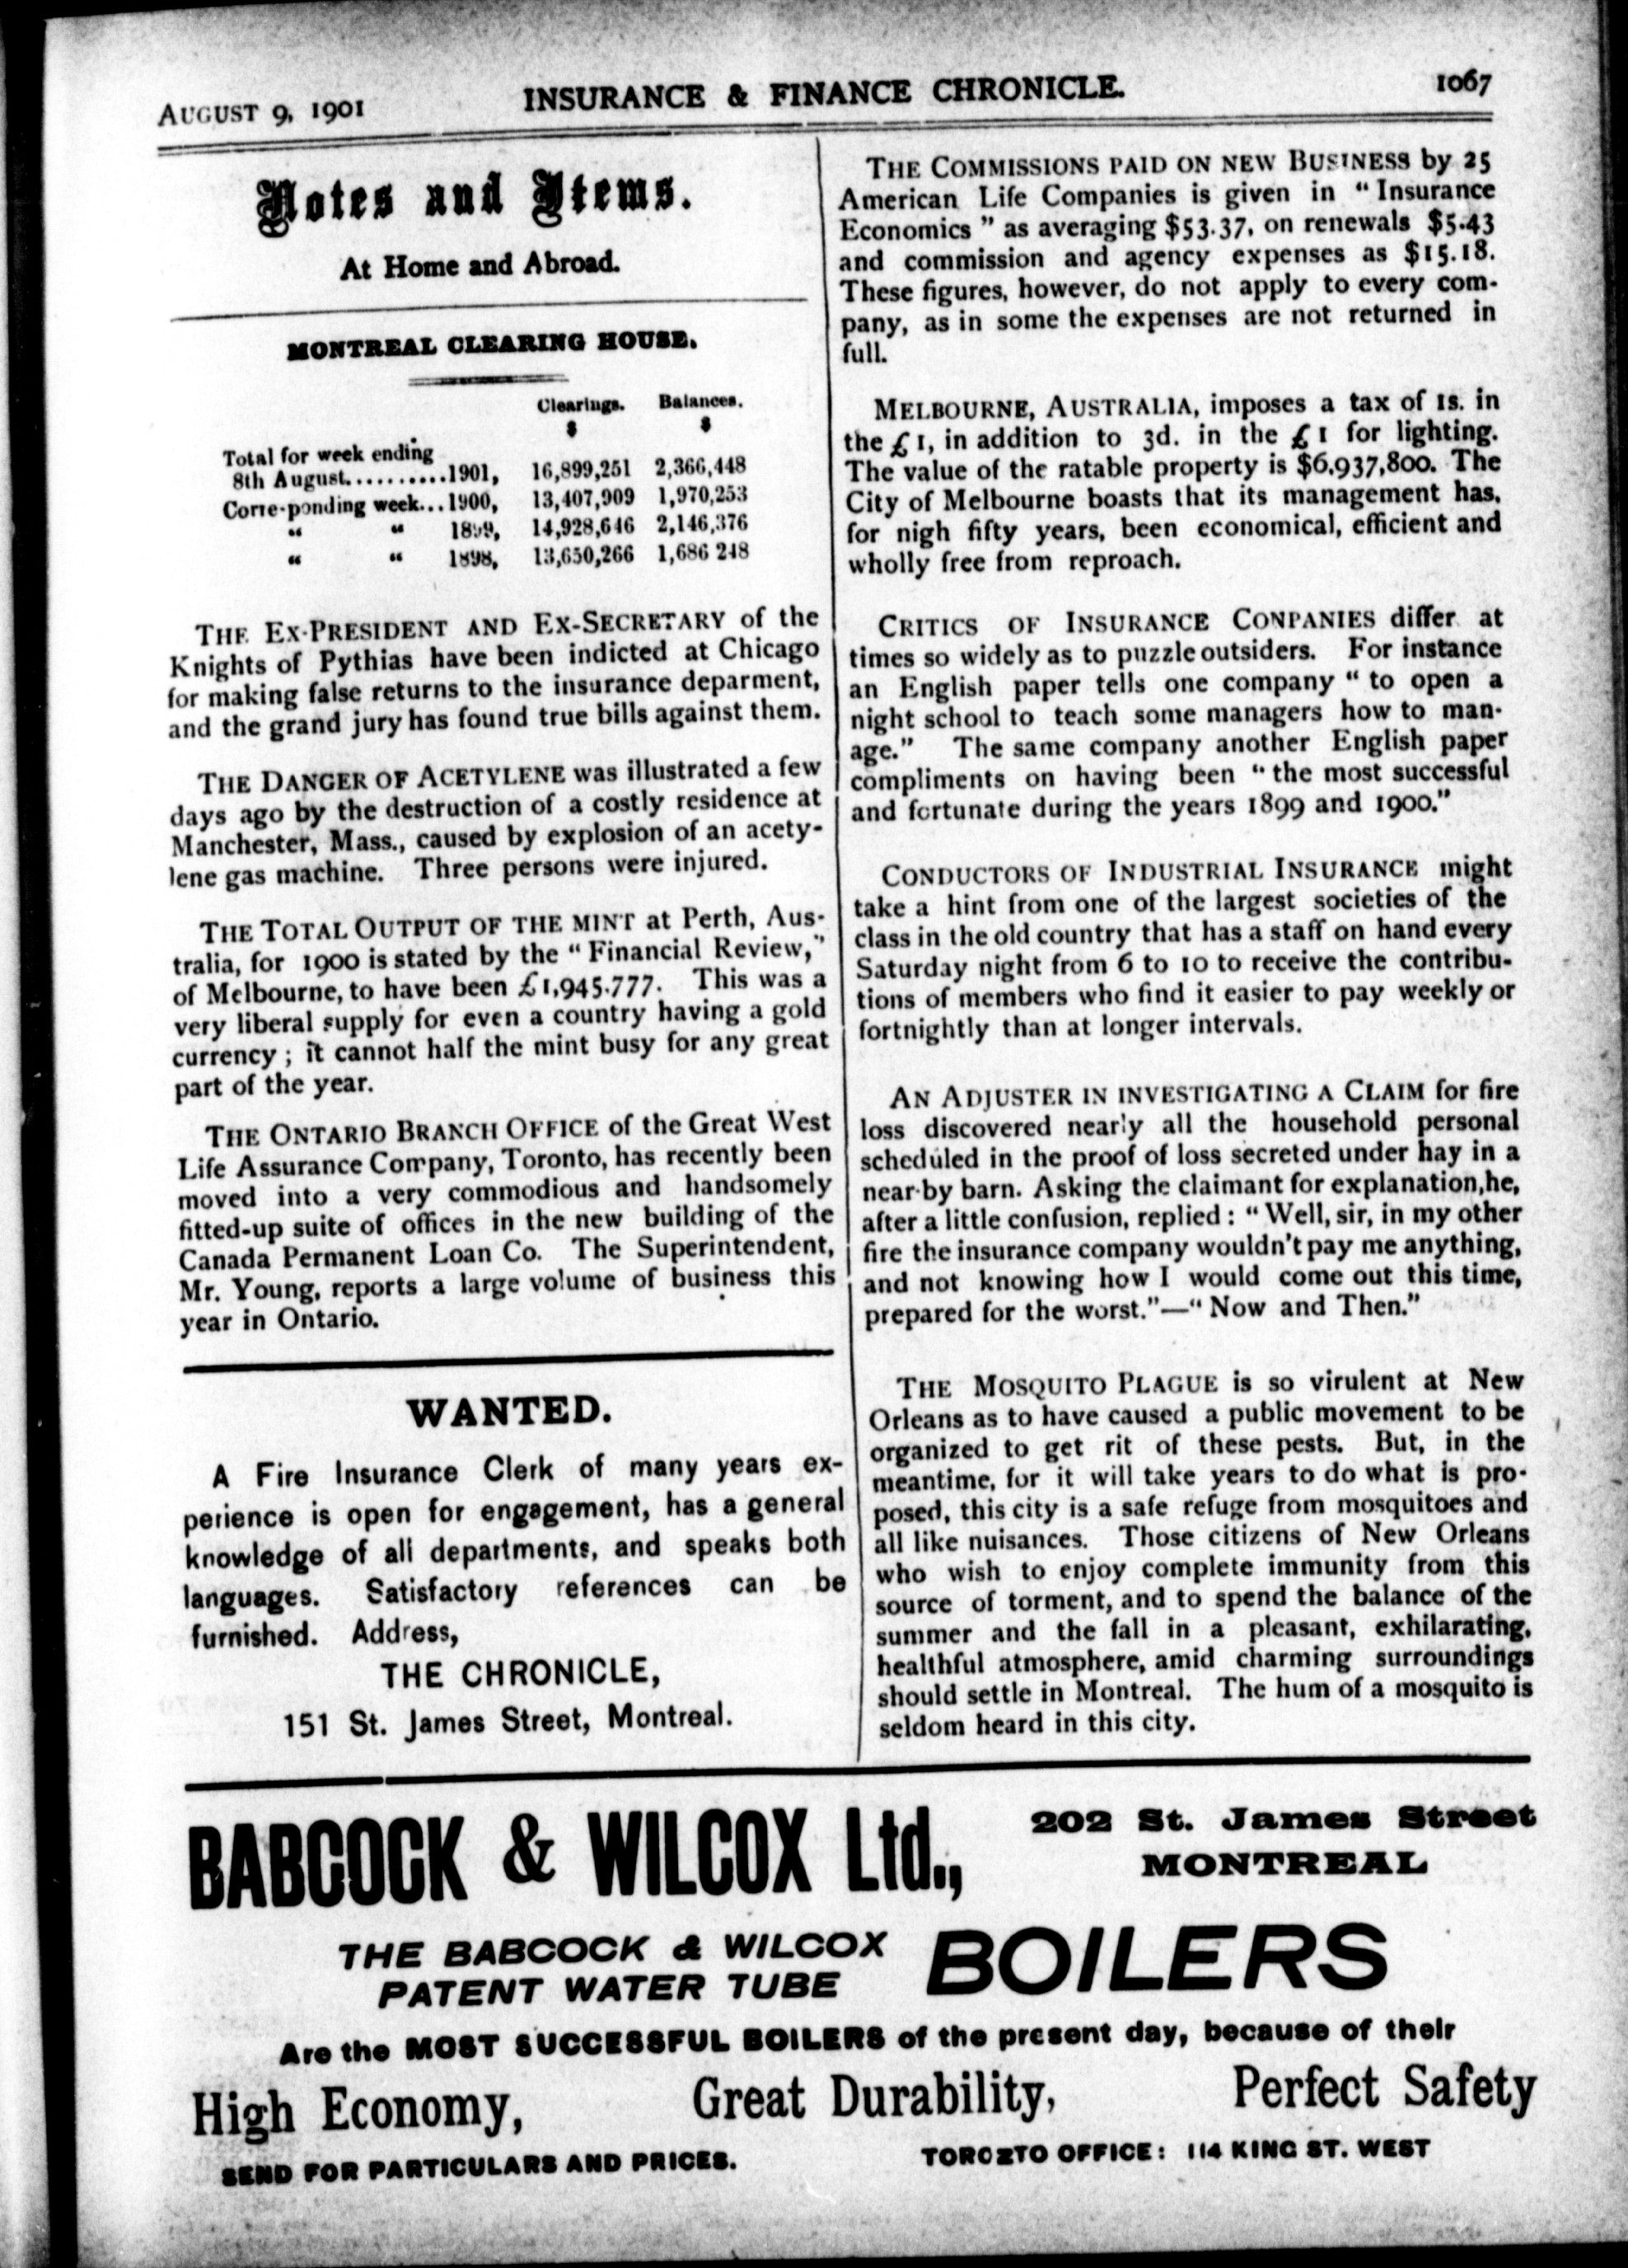 AUGUST 9, 1901 INSURANCE & FINANCE CHRONICLE. 1067
Notes and Items.
At Home and Abroad.
MONTREAL CLEARING HOUSE.
Clearings. Balances.
$ $
Total for week ending
8th August..........1901, 16,899,251 2,366,448
Corre-ponding week...1900, 13,407,909 1,970,253
“ “ 1899, 14,928,646 2,146,376
“ “ 1898, 13,650,266 1,686 248
THE EX-PRESIDENT AND EX-SECRETARY of the
Knights of Pythias have been indicted at Chicago
for making false returns to the insurance deparment,
and the grand jury has found true bills against them.
THE DANGER OF ACETYLENE was illustrated a few
days ago by the destruction of a costly residence at
Manchester, Mass., caused by explosion of an acety-
lene gas machine. Three persons were injured.
THE TOTAL OUTPUT OF THE MINT at Perth, Aus-
tralia, for 1900 is stated by the “ Financial Review,”
of Melbourne, to have been £1,945.777. This was a
very liberal supply for even a country having a gold
currency ; it cannot half the mint busy for any great
part of the year.
THE ONTARIO BRANCH OFFICE of the Great West
Life Assurance Company, Toronto, has recently been
moved into a very commodious and handsomely
fitted-up suite of offices in the new building of the
Canada Permanent Loan Co. The Superintendent,
Mr. Young, reports a large volume of business this
year in Ontario.
WANTED.
A Fire Insurance Clerk of many years ex-
perience is open for engagement, has a general
knowledge of all departments, and speaks both
languages. Satisfactory references can be
furnished. Address,
THE CHRONICLE,
151 St. James Street, Montreal.
THE COMMISSIONS PAID ON NEW BUSINESS by 25
American Life Companies is given in “ Insurance
Economics ” as averaging $53.37, on renewals $5.43
and commission and agency expenses as $15.18.
These figures, however, do not apply to every com-
pany, as in some the expenses are not returned in
full.
MELBOURNE, AUSTRALIA, imposes a tax of 1s. in
the £1, in addition to 3d. in the £1 for lighting.
The value of the ratable property is $6,937,800. The
City of Melbourne boasts that its management has,
for nigh fifty years, been economical, efficient and
wholly free from reproach.
CRITICS OF INSURANCE CONPANIES differ at
times so widely as to puzzle outsiders. For instance
an English paper tells one company “ to open a
night school to teach some managers how to man-
age.” The same company another English paper
compliments on having been “ the most successful
and fortunate during the years 1899 and 1900.”
CONDUCTORS OF INDUSTRIAL INSURANCE might
take a hint from one of the largest societies of the
class in the old country that has a staff on hand every
Saturday night from 6 to 10 to receive the contribu-
tions of members who find it easier to pay weekly or
fortnightly than at longer intervals.
AN ADJUSTER IN INVESTIGATING A CLAIM for fire
loss discovered nearly all the household personal
scheduled in the proof of loss secreted under hay in a
near-by barn. Asking the claimant for explanation,he,
after a little confusion, replied : “ Well, sir, in my other
fire the insurance company wouldn't pay me anything,
and not knowing how I would come out this time,
prepared for the worst.”—“ Now and Then.”
THE MOSQUITO PLAGUE is so virulent at New
Orleans as to have caused a public movement to be
organized to get rit of these pests. But, in the
meantime, for it will take years to do what is pro-
posed, this city is a safe refuge from mosquitoes and
all like nuisances. Those citizens of New Orleans
who wish to enjoy complete immunity from this
source of torment, and to spend the balance of the
summer and the fall in a pleasant, exhilarating,
healthful atmosphere, amid charming surroundings
should settle in Montreal. The hum of a mosquito is
seldom heard in this city.
BABCOCK & WILCOX Ltd., 202 St. James Street
MONTREAL
THE BABCOCK & WILCOX
PATENT WATER TUBE BOILERS
Are the MOST SUCCESSFUL BOILERS of the present day, because of their
High Economy, Great Durability, Perfect Safety
SEND FOR PARTICULARS AND PRICES. TORONTO OFFICE: 114 KING ST. WEST